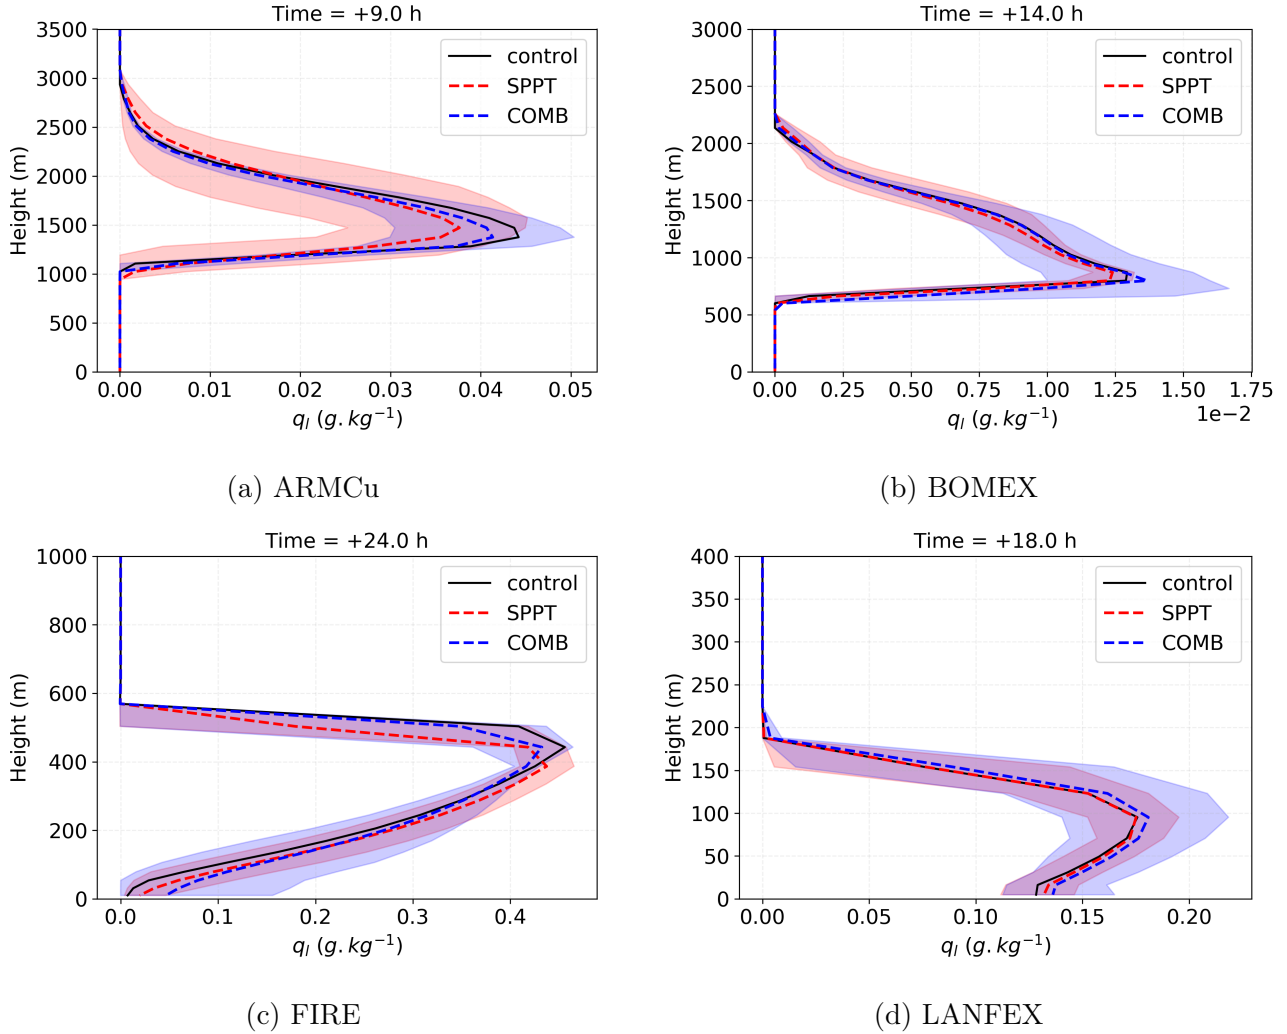 Time = +9.0 h
3500
3000
2500
2000
1500
1000
500
0
Height (m)
0.00 0.01 0.02 0.03 0.04 0.05
q_l (g.kg⁻¹)
control
SPPT
COMB
(a) ARMCu
Time = +14.0 h
3000
2500
2000
1500
1000
500
0
Height (m)
0.00 0.25 0.50 0.75 1.00 1.25 1.50 1.75
1e−2
q_l (g.kg⁻¹)
control
SPPT
COMB
(b) BOMEX
Time = +24.0 h
1000
800
600
400
200
0
Height (m)
0.0 0.1 0.2 0.3 0.4
q_l (g.kg⁻¹)
control
SPPT
COMB
(c) FIRE
Time = +18.0 h
400
350
300
250
200
150
100
50
0
Height (m)
0.00 0.05 0.10 0.15 0.20
q_l (g.kg⁻¹)
control
SPPT
COMB
(d) LANFEX